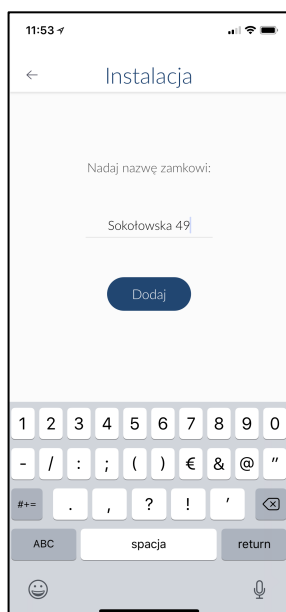 11:53
Instalacja
Nadaj nazwę zamkowi:
Sokołowska 49
Dodaj
1 2 3 4 5 6 7 8 9 0
- / : ; ( ) € & @ "
#+= . , ? ! '
ABC spacja return